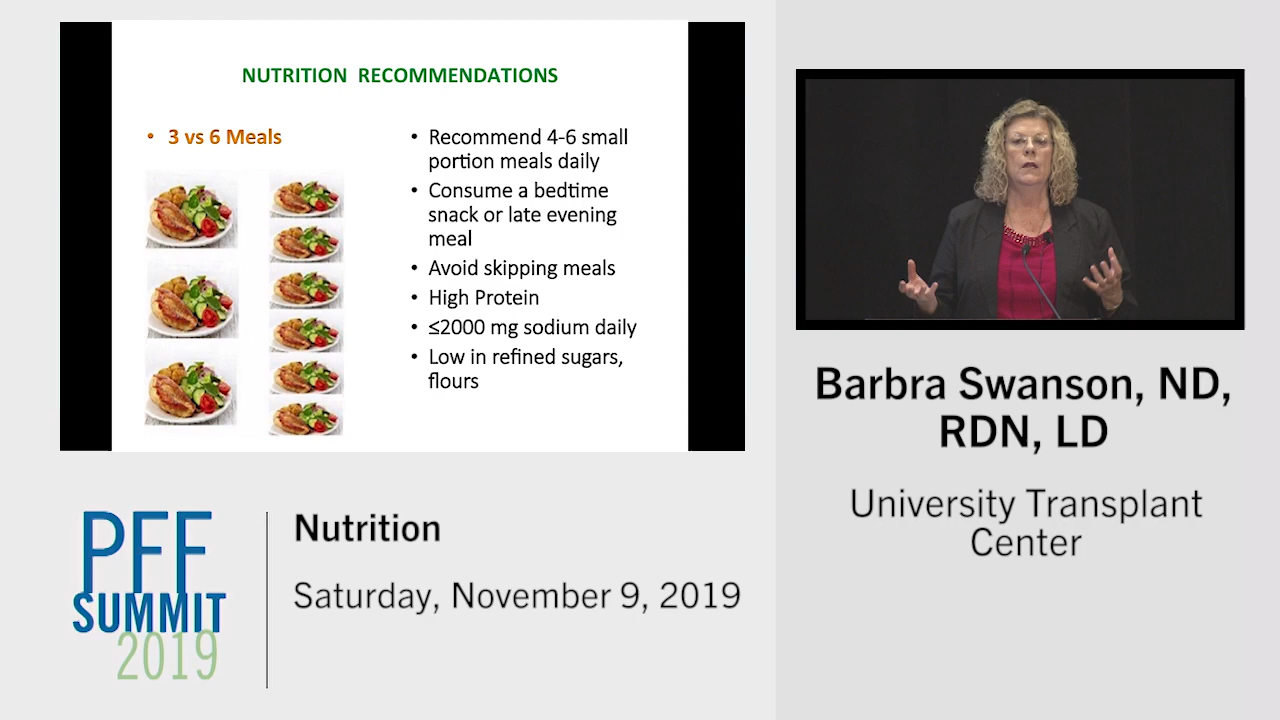 NUTRITION RECOMMENDATIONS
• 3 vs 6 Meals
• Recommend 4-6 small
portion meals daily
• Consume a bedtime
snack or late evening
meal
• Avoid skipping meals
• High Protein
• ≤2000 mg sodium daily
• Low in refined sugars,
flours
Barbra Swanson, ND,
RDN, LD
University Transplant
Center
PFF
SUMMIT
2019
Nutrition
Saturday, November 9, 2019